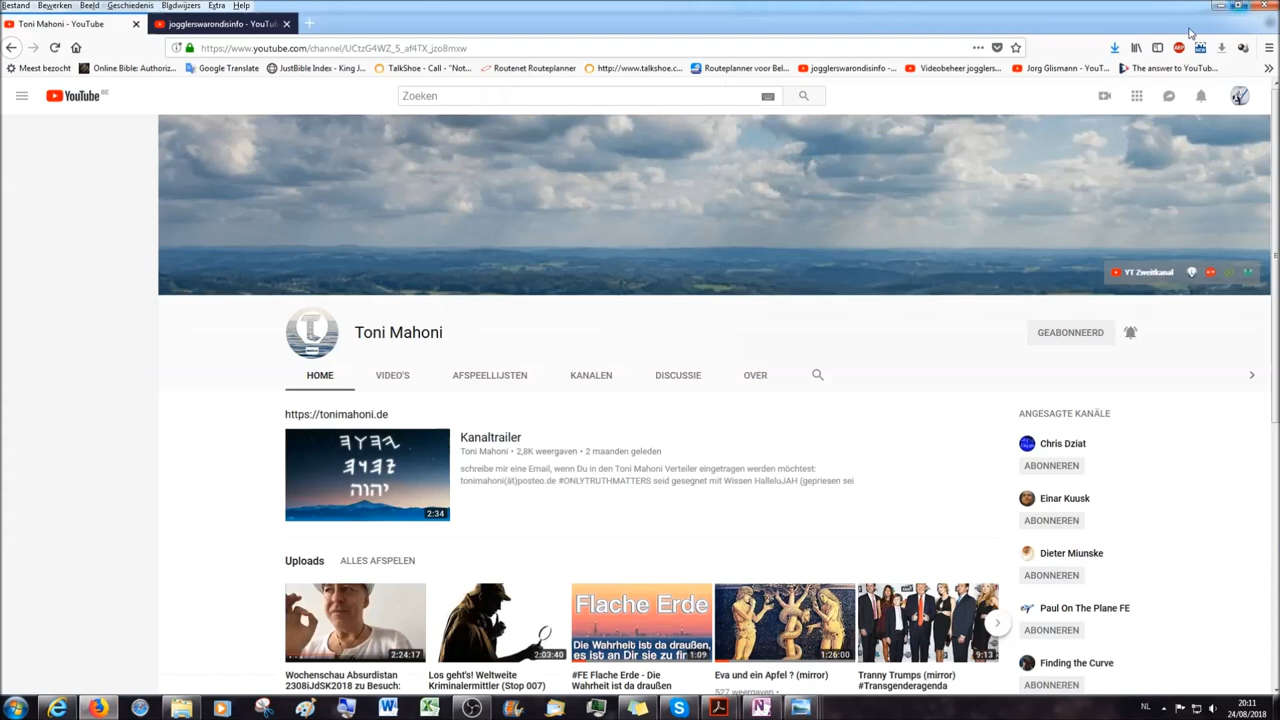 Bestand Bewerken Beeld Geschiedenis Bladwijzers Extra Help
Toni Mahoni - YouTube
jogglerswarondisinfo - YouTub
https://www.youtube.com/channel/UCtzG4WZ_5_af4TX_jzo8mxw
Meest bezocht Online Bible: Authoriz... Google Translate JustBible Index - King J... TalkShoe - Call - "Not... Routenet Routeplanner http://www.talkshoe.c... Routeplanner voor Bel... jogglerswarondisinfo -... Videobeheer jogglers... Jorg Glismann - YouT... The answer to YouTub...
YouTube BE
Zoeken
YT Zweitkanal
Toni Mahoni
GEABONNEERD
HOME VIDEO'S AFSPEELLIJSTEN KANALEN DISCUSSIE OVER
https://tonimahoni.de
Kanaltrailer
Toni Mahoni • 2,8K weergaven • 2 maanden geleden
schreibe mir eine Email, wenn Du in den Toni Mahoni Verteiler eingetragen werden möchtest:
tonimahoni(ät)posteo.de #ONLYTRUTHMATTERS seid gesegnet mit Wissen HalleluJAH (gepriesen sei
יהוה
2:34
ANGESAGTE KANÄLE
Chris Dziat
ABONNEREN
Einar Kuusk
ABONNEREN
Dieter Miunske
ABONNEREN
Paul On The Plane FE
ABONNEREN
Finding the Curve
ABONNEREN
Uploads ALLES AFSPELEN
2:24:17
Wochenschau Absurdistan
2308iJdSK2018 zu Besuch:
2:03:40
Los geht's! Weltweite
Kriminalermittler (Stop 007)
Flache Erde
Die Wahrheit ist da draußen,
es ist an Dir sie zu fin
1:09
#FE Flache Erde - Die
Wahrheit ist da draußen
1:26:00
Eva und ein Apfel ? (mirror)
527 weergaven •
9:13
Tranny Trumps (mirror)
#Transgenderagenda
NL
20:11
24/08/2018